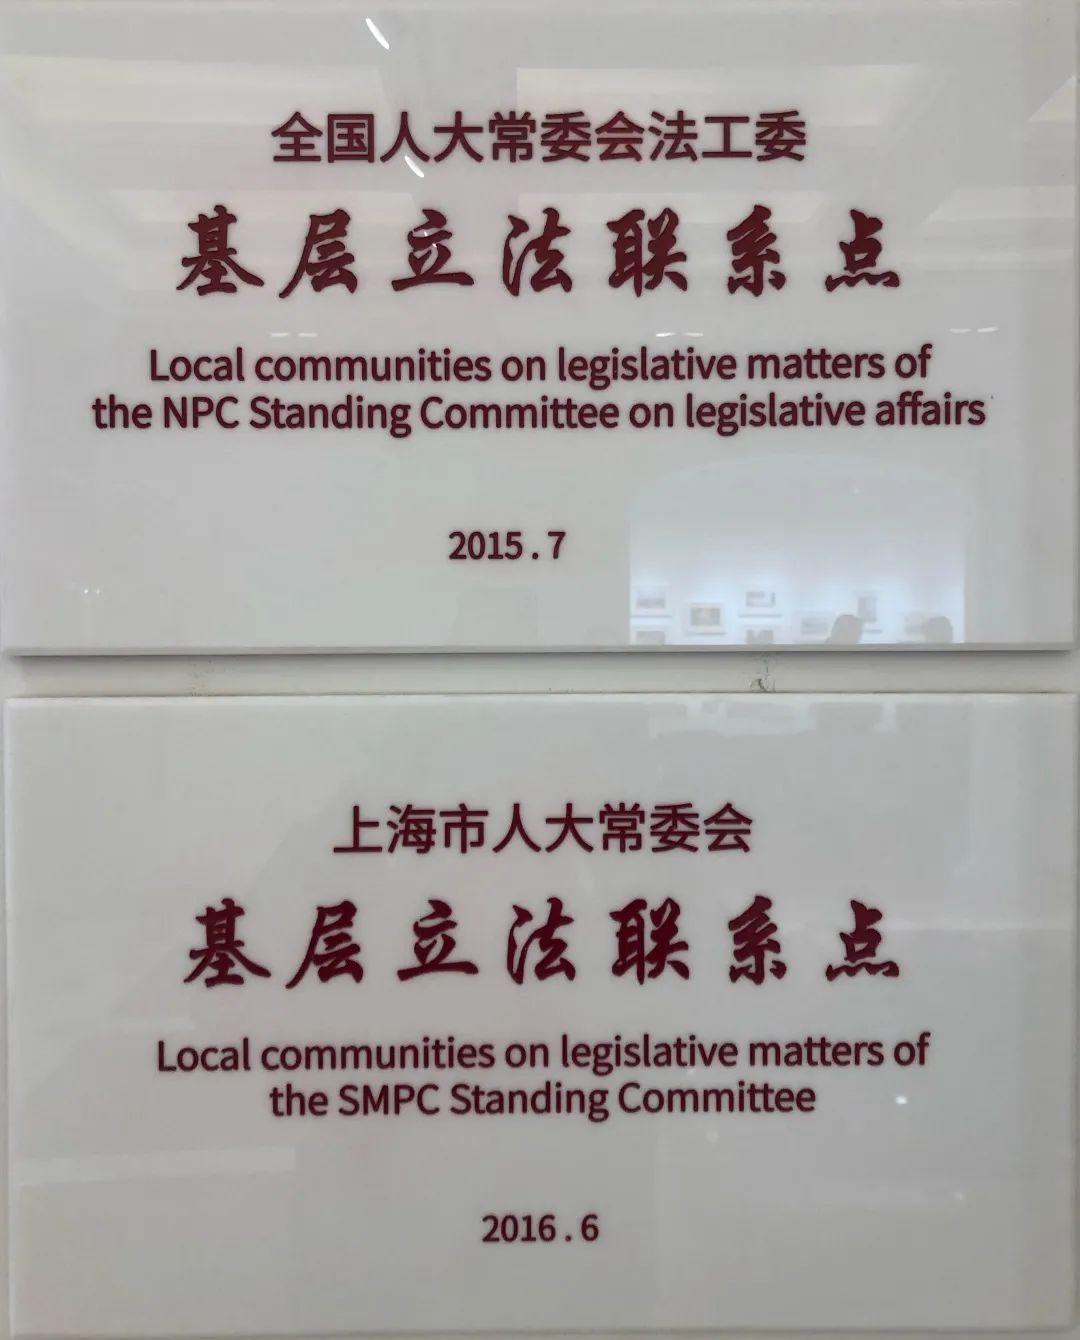 全国人大常委会法工委
基层立法联系点
Local communities on legislative matters of
the NPC Standing Committee on legislative affairs
2015.7
上海市人大常委会
基层立法联系点
Local communities on legislative matters of
the SMPC Standing Committee
2016.6